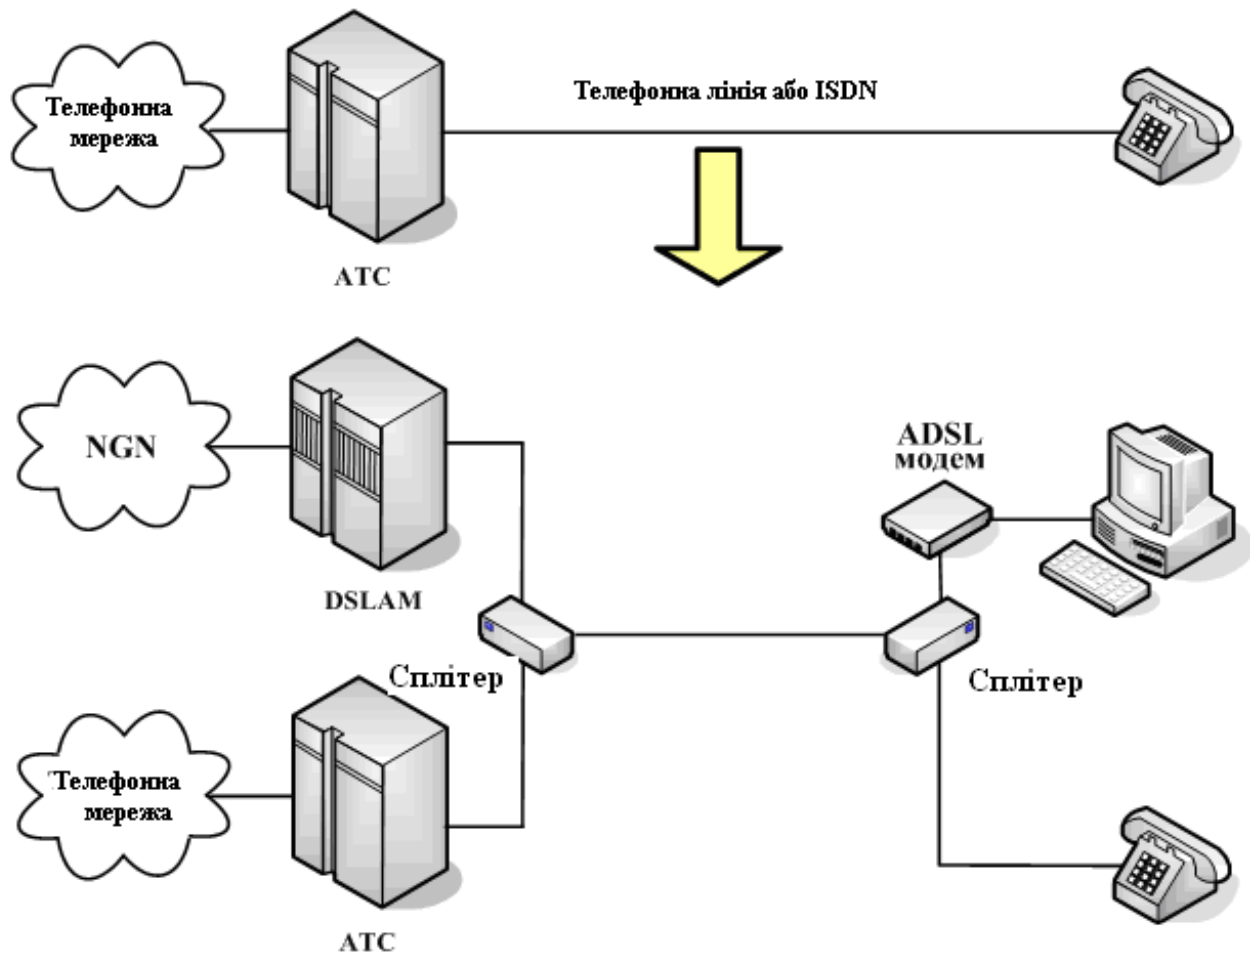 Телефонна
мережа
Телефонна лінія або ISDN
АТС
NGN
ADSL
модем
DSLAM
Сплітер
Сплітер
Телефонна
мережа
АТС